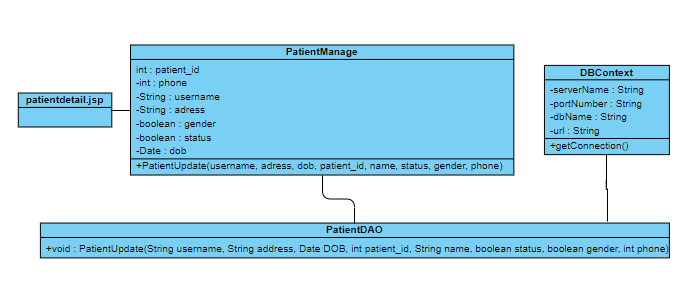 PatientManage
int : patient_id
-int : phone
-String : username
-String : adress
-boolean : gender
-boolean : status
-Date : dob
+PatientUpdate(username, adress, dob, patient_id, name, status, gender, phone)
patientdetail.jsp
DBContext
-serverName : String
-portNumber : String
-dbName : String
-url : String
+getConnection()
PatientDAO
+void : PatientUpdate(String username, String address, Date DOB, int patient_id, String name, boolean status, boolean gender, int phone)